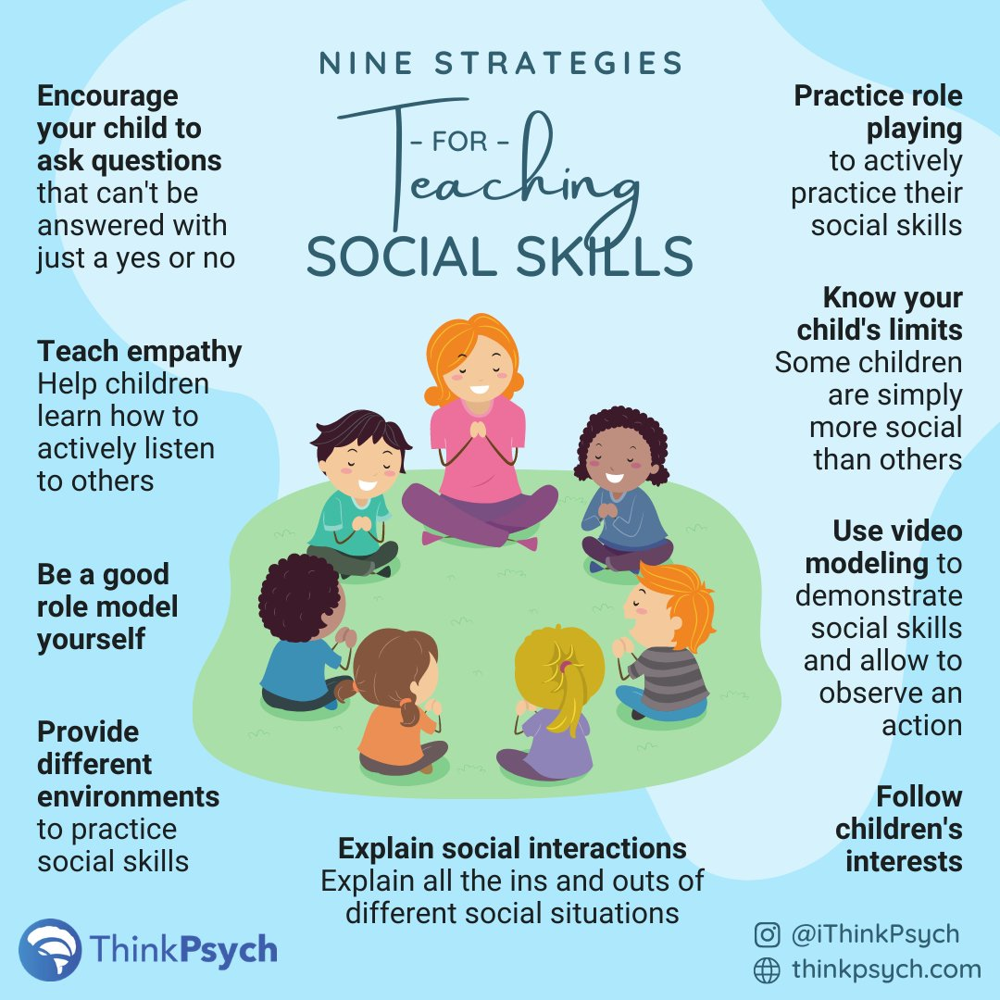 NINE STRATEGIES
- FOR -
Teaching
SOCIAL SKILLS
Encourage
your child to
ask questions
that can't be
answered with
just a yes or no
Teach empathy
Help children
learn how to
actively listen
to others
Be a good
role model
yourself
Provide
different
environments
to practice
social skills
Explain social interactions
Explain all the ins and outs of
different social situations
Practice role
playing
to actively
practice their
social skills
Know your
child's limits
Some children
are simply
more social
than others
Use video
modeling to
demonstrate
social skills
and allow to
observe an
action
Follow
children's
interests
ThinkPsych
@iThinkPsych
thinkpsych.com